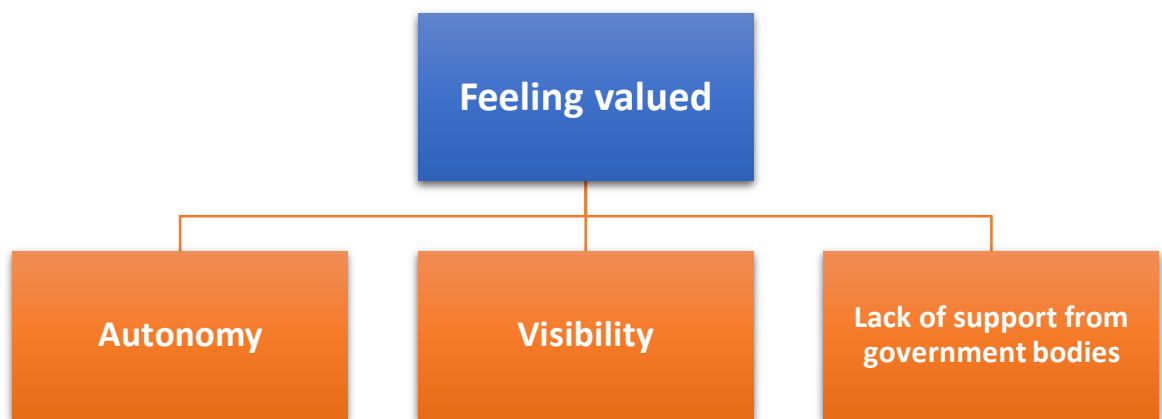 Feeling valued
Autonomy
Visibility
Lack of support from
government bodies